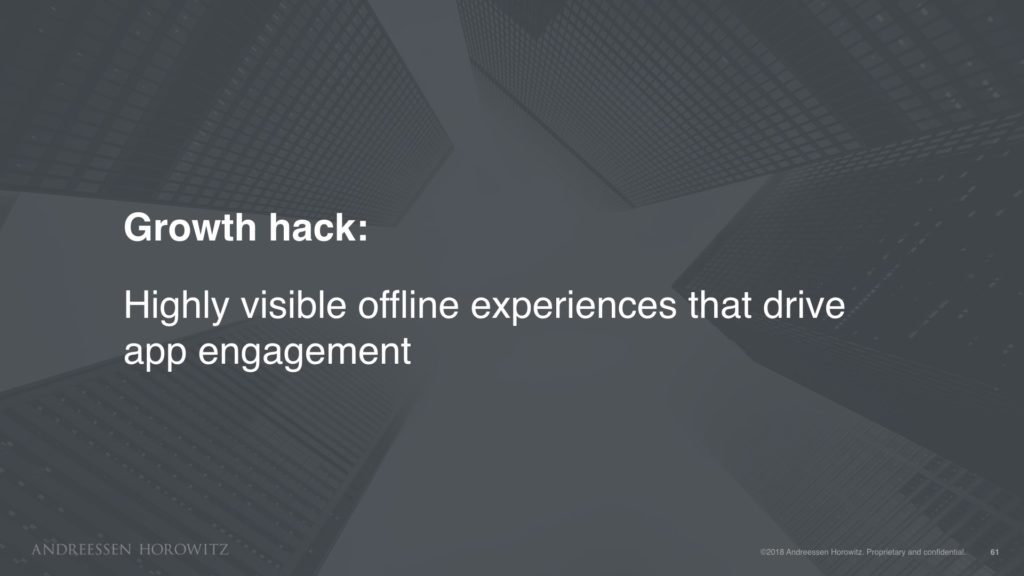 Growth hack:
Highly visible offline experiences that drive
app engagement
ANDREESSEN HOROWITZ
©2018 Andreessen Horowitz. Proprietary and confidential.
61